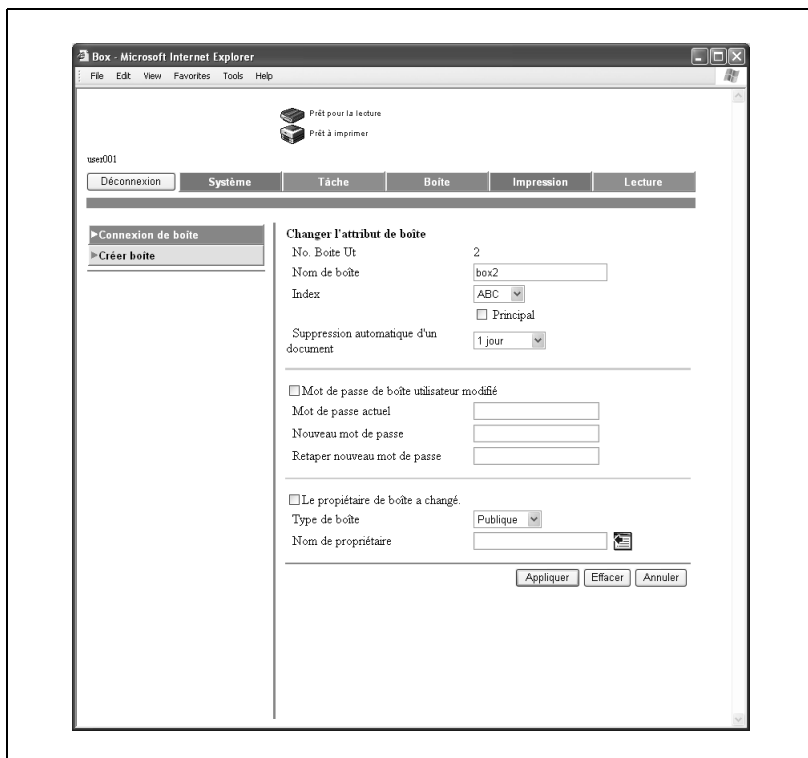 Box - Microsoft Internet Explorer
File Edit View Favorites Tools Help
Prêt pour la lecture
Prêt à imprimer
user001
Déconnexion Système Tâche Boîte Impression Lecture
Connexion de boîte
Créer boîte
Changer l'attribut de boîte
No. Boite Ut 2
Nom de boîte box2
Index ABC
Principal
Suppression automatique d'un document 1 jour
Mot de passe de boîte utilisateur modifié
Mot de passe actuel
Nouveau mot de passe
Retaper nouveau mot de passe
Le propiétaire de boîte a changé.
Type de boîte Publique
Nom de propriétaire
Appliquer Effacer Annuler